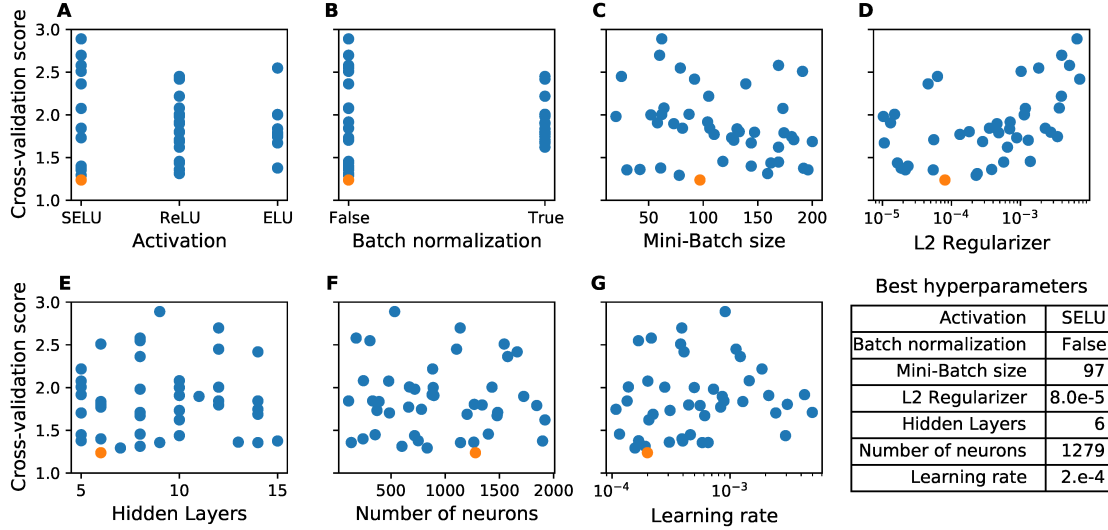 A
B
C
D
Cross-validation score
3.0
2.5
2.0
1.5
1.0
SELU ReLU ELU
Activation
False True
Batch normalization
50 100 150 200
Mini-Batch size
10⁻⁵ 10⁻⁴ 10⁻³
L2 Regularizer
E
F
G
Cross-validation score
3.0
2.5
2.0
1.5
1.0
5 10 15
Hidden Layers
500 1000 1500 2000
Number of neurons
10⁻⁴ 10⁻³
Learning rate
Best hyperparameters
Activation SELU
Batch normalization False
Mini-Batch size 97
L2 Regularizer 8.0e-5
Hidden Layers 6
Number of neurons 1279
Learning rate 2.e-4